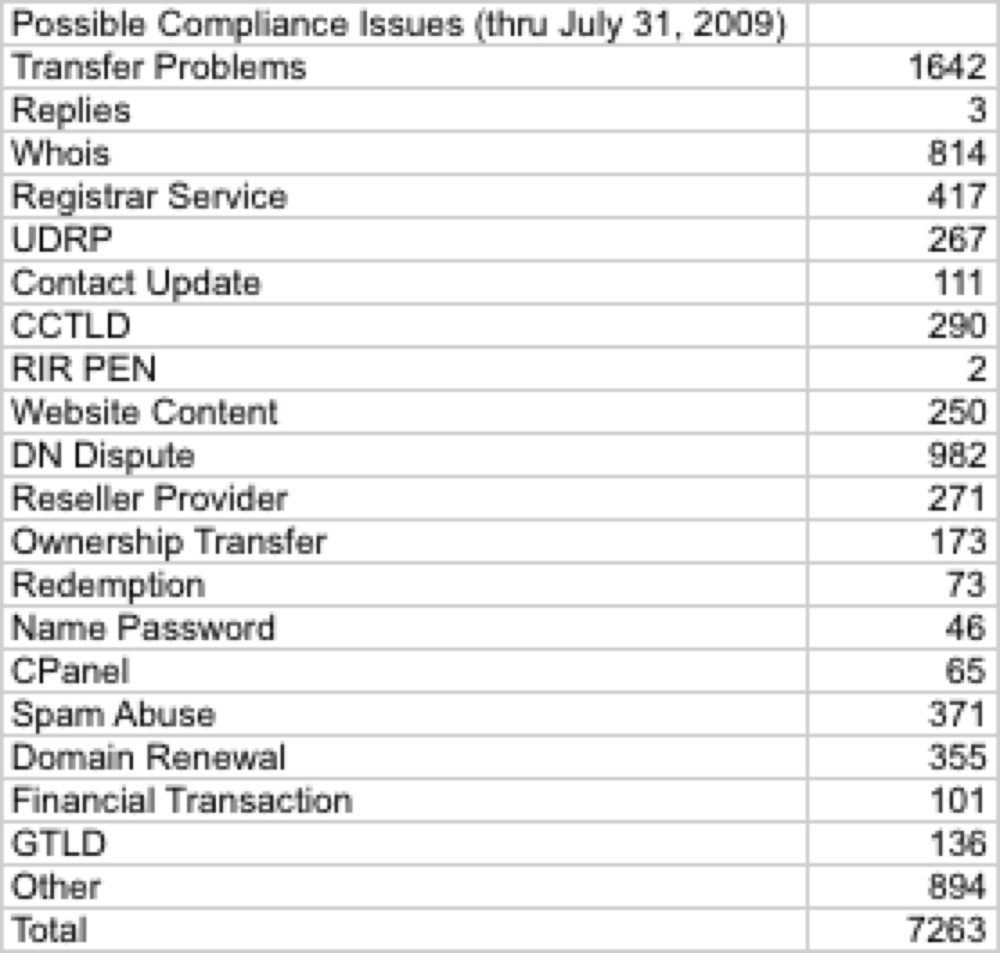 Possible Compliance Issues (thru July 31, 2009)
Transfer Problems 1642
Replies 3
Whois 814
Registrar Service 417
UDRP 267
Contact Update 111
CCTLD 290
RIR PEN 2
Website Content 250
DN Dispute 982
Reseller Provider 271
Ownership Transfer 173
Redemption 73
Name Password 46
CPanel 65
Spam Abuse 371
Domain Renewal 355
Financial Transaction 101
GTLD 136
Other 894
Total 7263